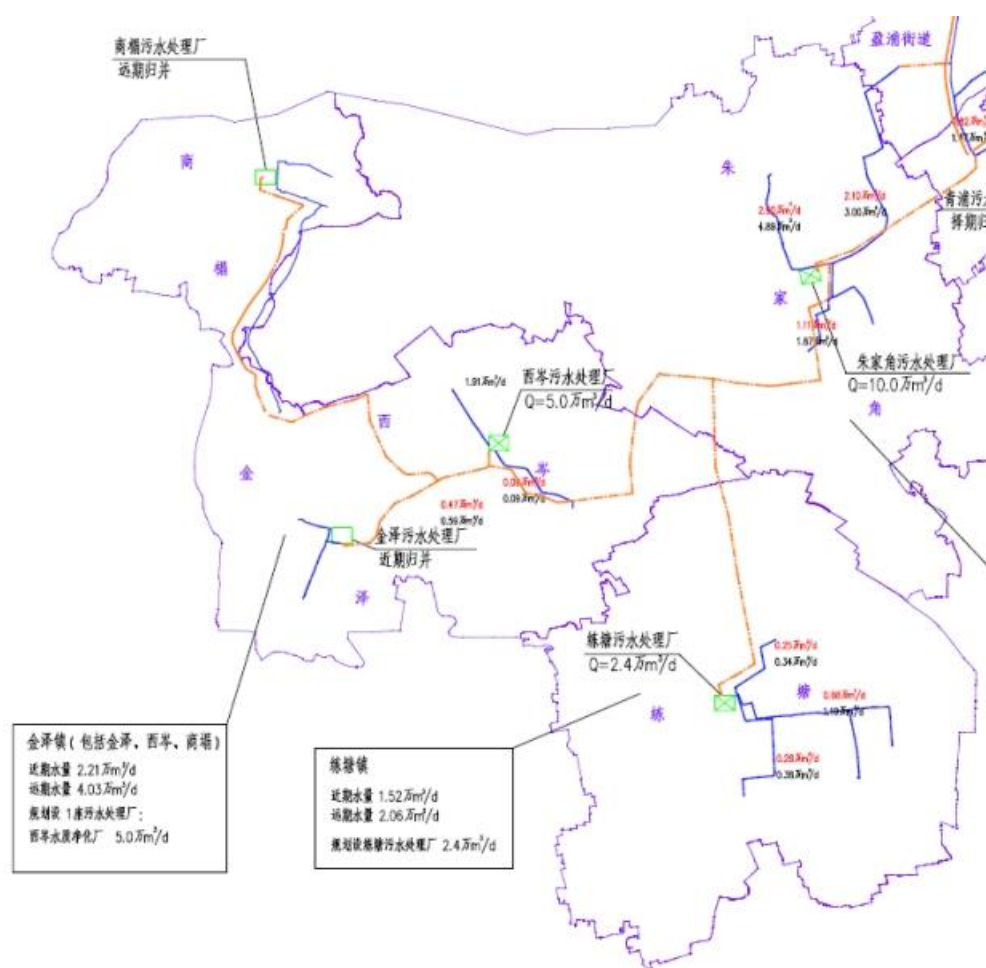 商榻污水处理厂
远期归并
盈浦街道
商
榻
朱
家
角
2.10万m³/d
3.00万m³/d
4.89万m³/d
青浦污水
择期归
1.11万m³/d
1.67万m³/d
朱家角污水处理厂
Q=10.0万m³/d
1.91万m³/d
西岑污水处理厂
Q=5.0万m³/d
西
岑
0.09万m³/d
0.47万m³/d
0.59万m³/d
金
泽
金泽污水处理厂
近期归并
练塘污水处理厂
Q=2.4万m³/d
0.25万m³/d
0.34万m³/d
练
塘
0.28万m³/d
0.38万m³/d
金泽镇(包括金泽、西岑、商榻)
近期水量 2.21万m³/d
远期水量 4.03万m³/d
规划设 1座污水处理厂:
西岑水质净化厂 5.0万m³/d
练塘镇
近期水量 1.52万m³/d
远期水量 2.06万m³/d
规划设练塘污水处理厂 2.4万m³/d